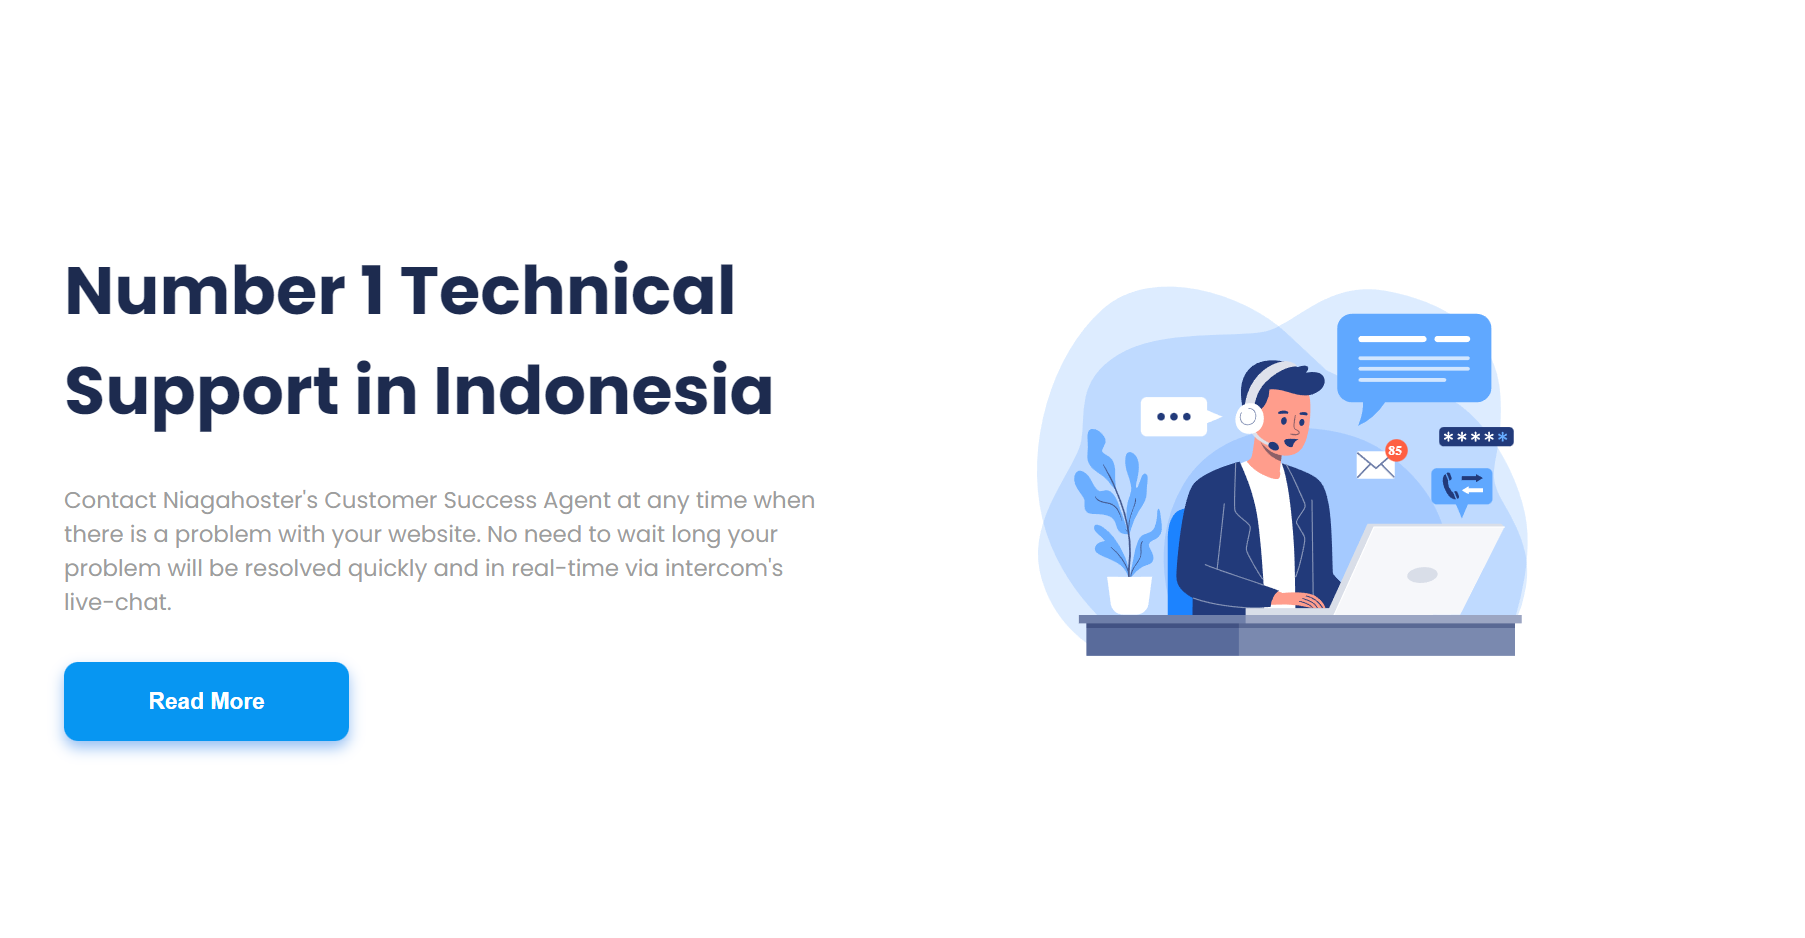 Number 1 Technical
Support in Indonesia
Contact Niagahoster's Customer Success Agent at any time when
there is a problem with your website. No need to wait long your
problem will be resolved quickly and in real-time via intercom's
live-chat.
Read More
85
*****